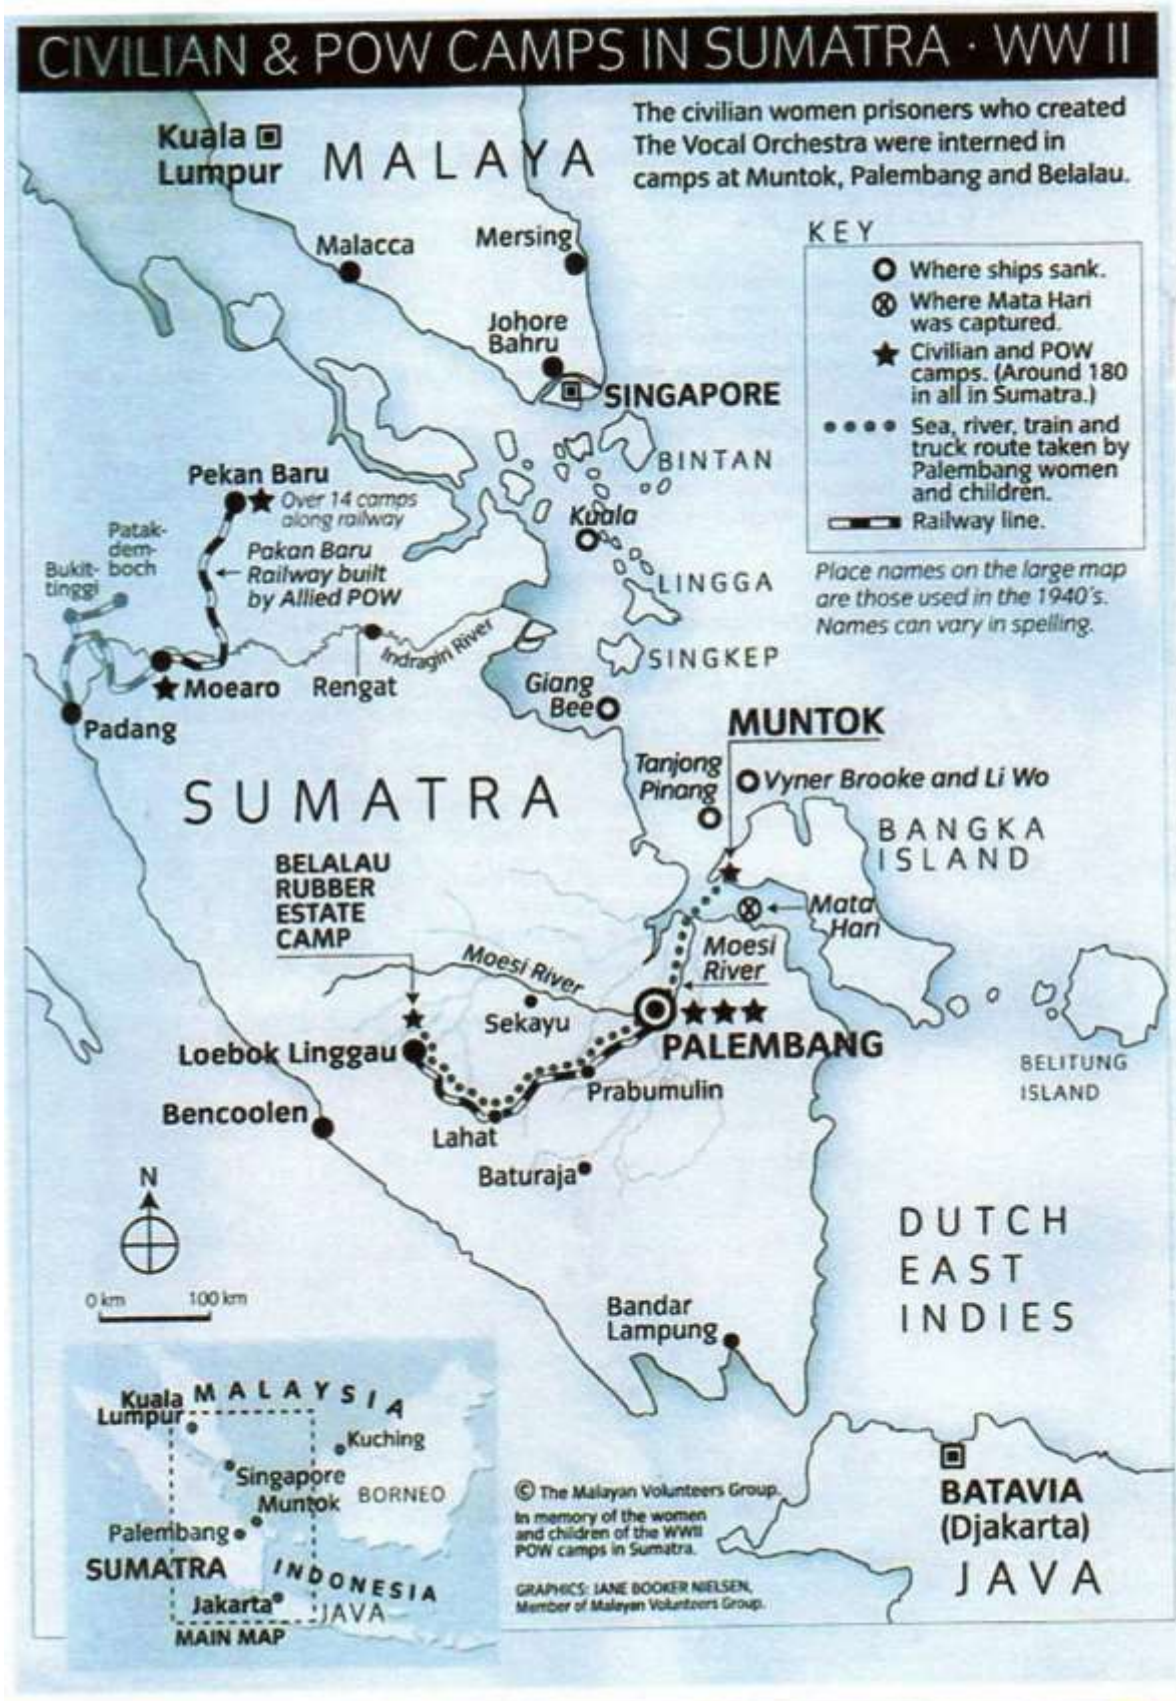 CIVILIAN & POW CAMPS IN SUMATRA · WW II
The civilian women prisoners who created
The Vocal Orchestra were interned in
camps at Muntok, Palembang and Belalau.
Kuala
Lumpur
MALAYA
Malacca
Mersing
Johore
Bahru
SINGAPORE
KEY
Where ships sank.
Where Mata Hari
was captured.
Civilian and POW
camps. (Around 180
in all in Sumatra.)
Sea, river, train and
truck route taken by
Palembang women
and children.
Railway line.
Place names on the large map
are those used in the 1940's.
Names can vary in spelling.
BINTAN
Pekan Baru
Over 14 camps
along railway
Patak-
dem-
boch
Bukit-
tinggi
Pakan Baru
Railway built
by Allied POW
Kuala
LINGGA
Indragiri River
SINGKEP
Moearo
Rengat
Padang
Giang
Bee
MUNTOK
Tanjong
Pinang
Vyner Brooke and Li Wo
SUMATRA
BANGKA
ISLAND
BELALAU
RUBBER
ESTATE
CAMP
Mata
Hari
Moesi River
Moesi
River
Sekayu
PALEMBANG
Loebok Linggau
Prabumulin
BELITUNG
ISLAND
Bencoolen
Lahat
Baturaja
N
0 km 100 km
DUTCH
EAST
INDIES
Bandar
Lampung
BATAVIA
(Djakarta)
JAVA
Kuala
Lumpur
MALAYSIA
Kuching
Singapore
Muntok
BORNEO
Palembang
SUMATRA
INDONESIA
Jakarta
JAVA
MAIN MAP
© The Malayan Volunteers Group.
In memory of the women
and children of the WWII
POW camps in Sumatra.
GRAPHICS: JANE BOOKER NIELSEN,
Member of Malayan Volunteers Group.